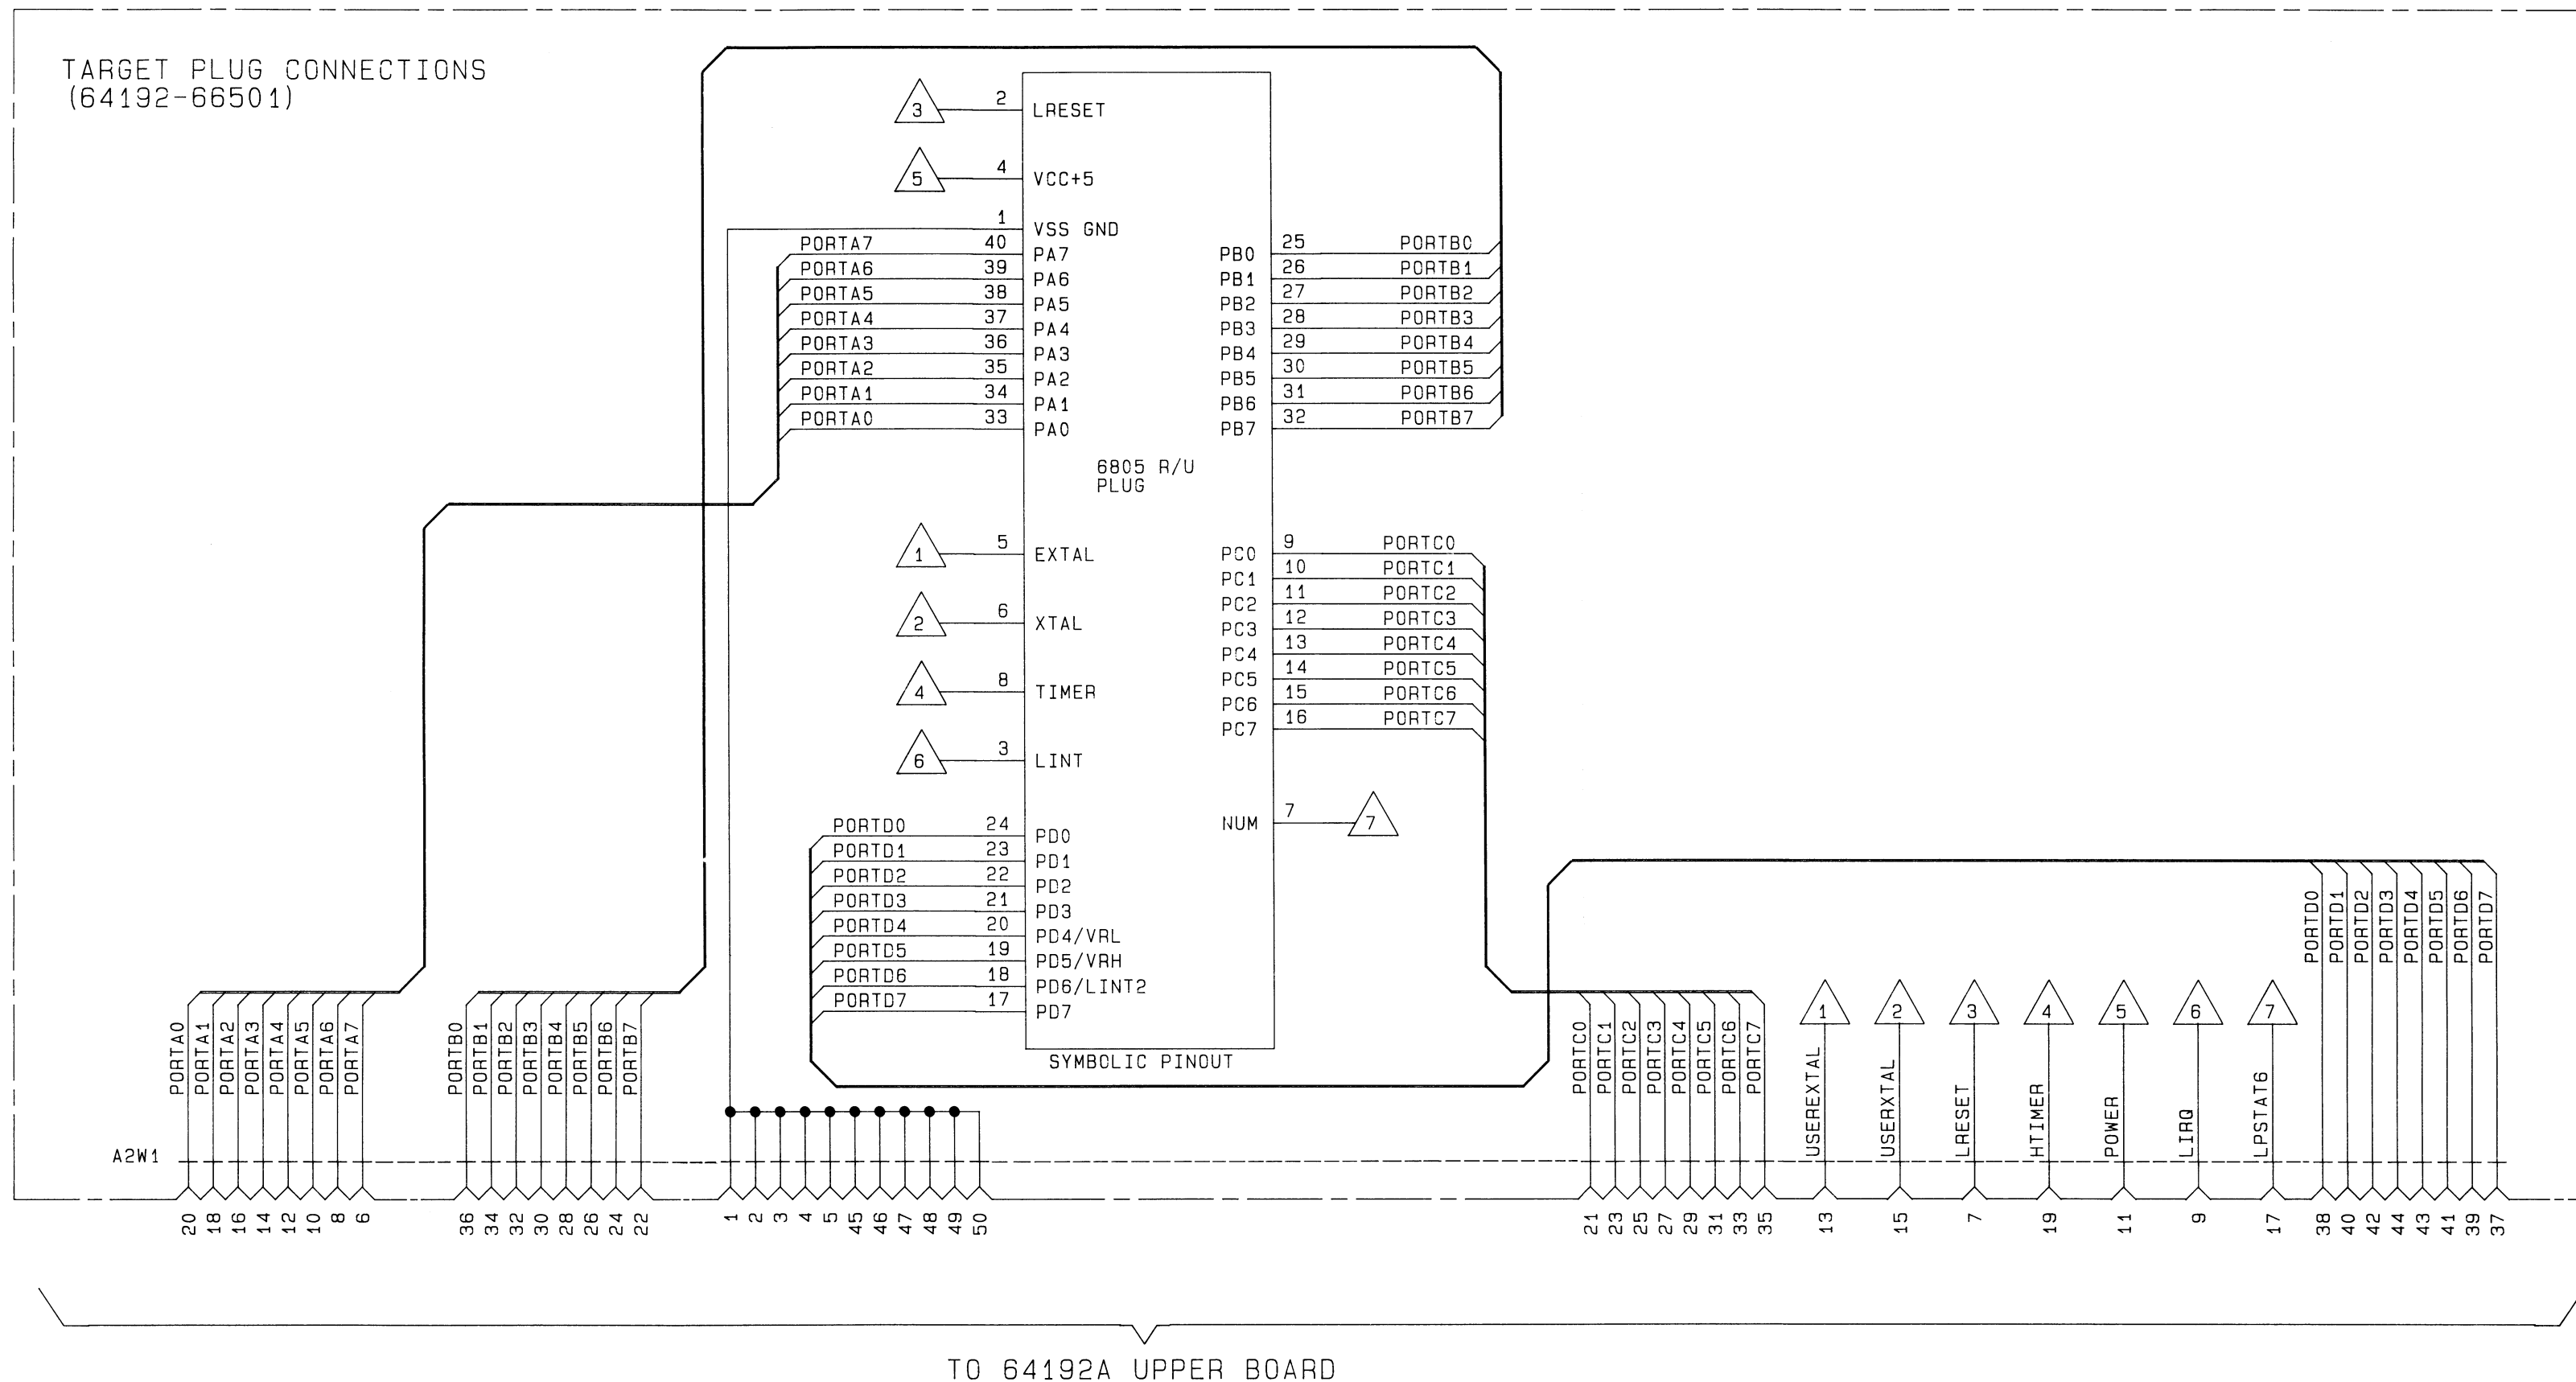 TARGET PLUG CONNECTIONS
(64192-66501)
3 2 LRESET
5 4 VCC+5
1 VSS GND
PORTA7 40 PA7
PORTA6 39 PA6
PORTA5 38 PA5
PORTA4 37 PA4
PORTA3 36 PA3
PORTA2 35 PA2
PORTA1 34 PA1
PORTA0 33 PA0
PB0 25 PORTB0
PB1 26 PORTB1
PB2 27 PORTB2
PB3 28 PORTB3
PB4 29 PORTB4
PB5 30 PORTB5
PB6 31 PORTB6
PB7 32 PORTB7
6805 R/U
PLUG
1 5 EXTAL
2 6 XTAL
4 8 TIMER
6 3 LINT
PC0 9 PORTC0
PC1 10 PORTC1
PC2 11 PORTC2
PC3 12 PORTC3
PC4 13 PORTC4
PC5 14 PORTC5
PC6 15 PORTC6
PC7 16 PORTC7
NUM 7 7
PORTD0 24 PD0
PORTD1 23 PD1
PORTD2 22 PD2
PORTD3 21 PD3
PORTD4 20 PD4/VRL
PORTD5 19 PD5/VRH
PORTD6 18 PD6/LINT2
PORTD7 17 PD7
SYMBOLIC PINOUT
PORTA0 PORTA1 PORTA2 PORTA3 PORTA4 PORTA5 PORTA6 PORTA7
PORTB0 PORTB1 PORTB2 PORTB3 PORTB4 PORTB5 PORTB6 PORTB7
PORTC0 PORTC1 PORTC2 PORTC3 PORTC4 PORTC5 PORTC6 PORTC7
1 2 3 4 5 6 7
USEREXTAL USERXTAL LRESET HTIMER POWER LIRQ LPSTAT6
PORTD0 PORTD1 PORTD2 PORTD3 PORTD4 PORTD5 PORTD6 PORTD7
A2W1
20 18 16 14 12 10 8 6
36 34 32 30 28 26 24 22
1 2 3 4 5 45 46 47 48 49 50
21 23 25 27 29 31 33 35
13 15 7 19 11 9 17
38 40 42 44 43 41 39 37
TO 64192A UPPER BOARD